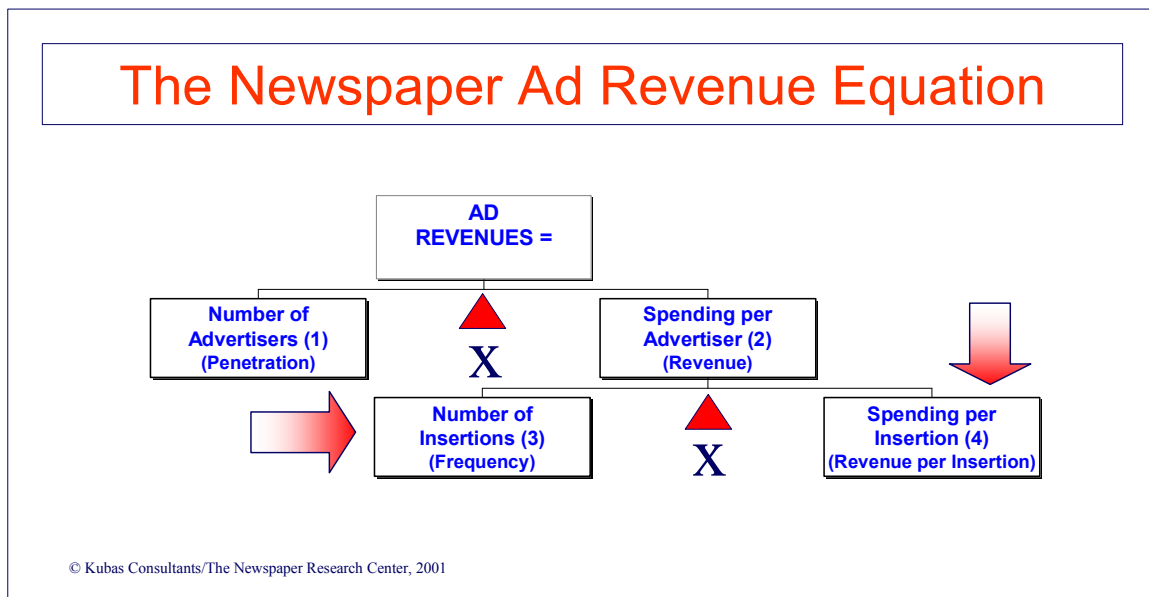 The Newspaper Ad Revenue Equation
AD
REVENUES =
Number of
Advertisers (1)
(Penetration)
X
Spending per
Advertiser (2)
(Revenue)
Number of
Insertions (3)
(Frequency)
X
Spending per
Insertion (4)
(Revenue per Insertion)
© Kubas Consultants/The Newspaper Research Center, 2001